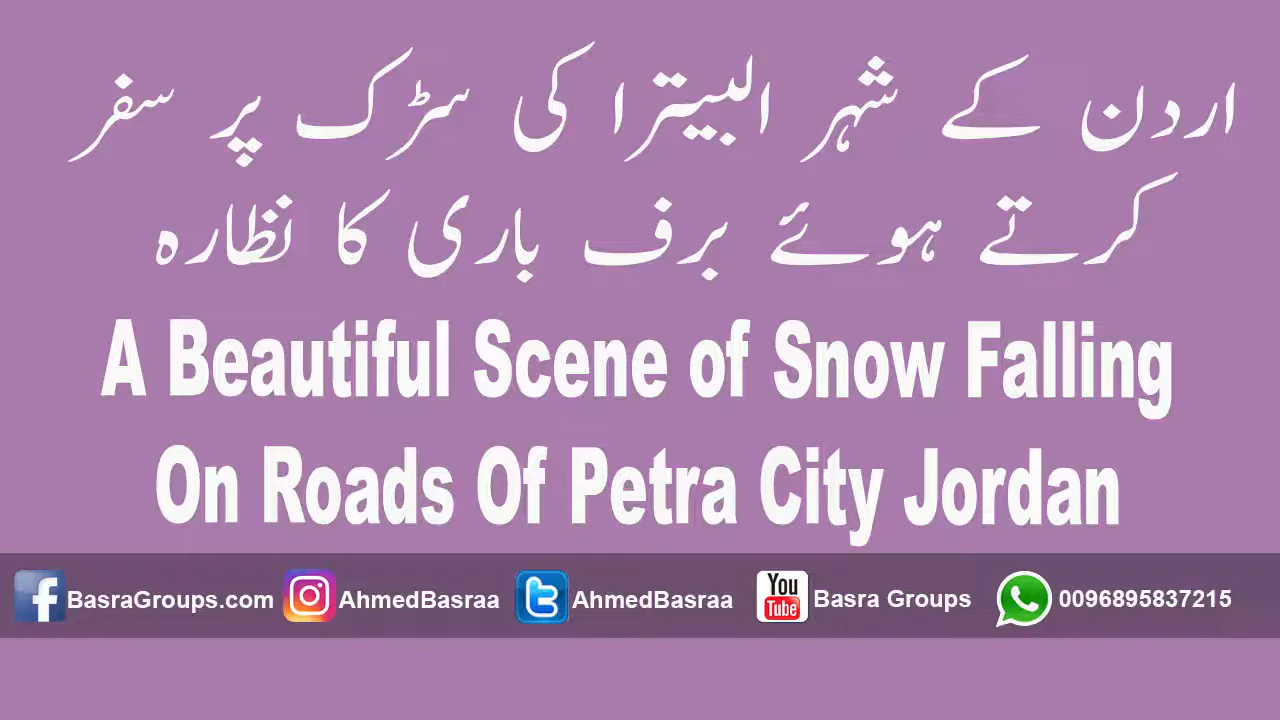 اردن کے شہر البیترا کی سڑک پر سفر
کرتے ہوئے برف باری کا نظارہ
A Beautiful Scene of Snow Falling
On Roads Of Petra City Jordan
f BasraGroups.com AhmedBasraa t AhmedBasraa You Tube Basra Groups 0096895837215